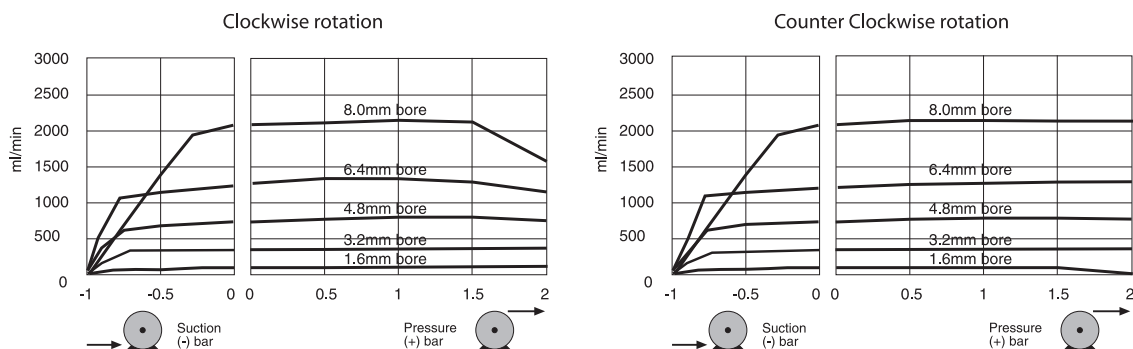 Clockwise rotation
ml/min
3000
2500
2000
1500
1000
500
0
8.0mm bore
6.4mm bore
4.8mm bore
3.2mm bore
1.6mm bore
-1 -0.5 0 0 0.5 1 1.5 2
Suction
(-) bar
Pressure
(+) bar
Counter Clockwise rotation
ml/min
3000
2500
2000
1500
1000
500
0
8.0mm bore
6.4mm bore
4.8mm bore
3.2mm bore
1.6mm bore
-1 -0.5 0 0 0.5 1 1.5 2
Suction
(-) bar
Pressure
(+) bar